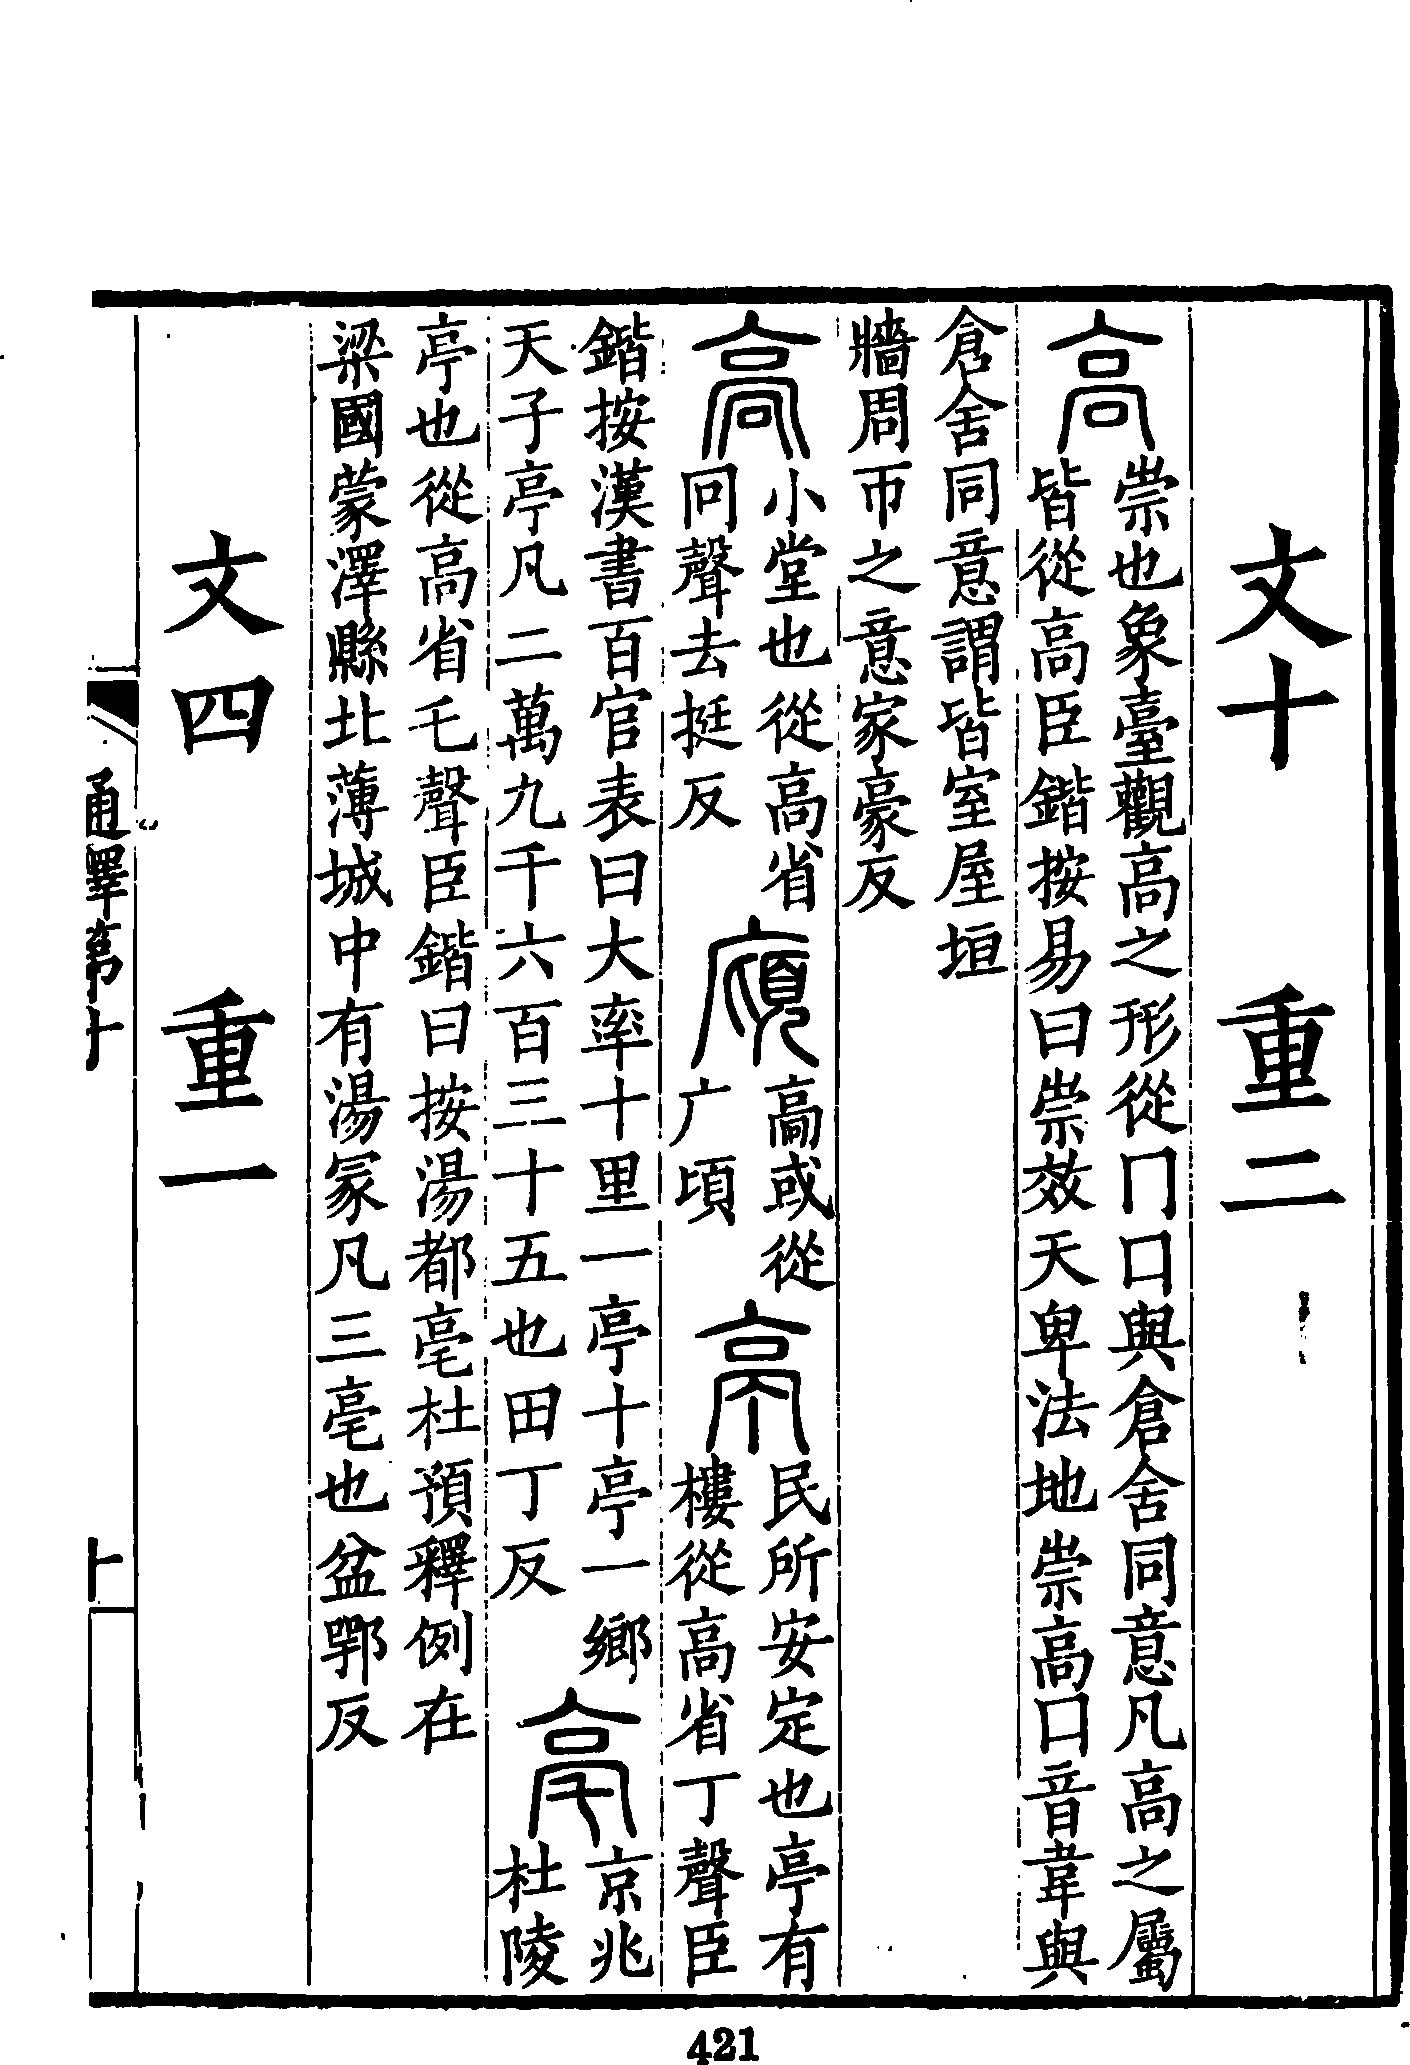 文十　重二
高崇也象臺觀高之形從冂口與倉舍同意凡高之屬
皆從高臣鍇按易曰崇效天卑法地崇高口音韋與
倉舍同意謂皆室屋垣
牆周帀之意家豪反
髙小堂也從高省
冋聲去挺反
廎高或從
广頃
亭民所安定也亭有
樓從高省丁聲臣
鍇按漢書百官表曰大率十里一亭十亭一鄉
天子亭凡二萬九千六百三十五也田丁反
亳京兆
杜陵
亭也從高省乇聲臣鍇曰按湯都亳杜預釋例在
梁國蒙澤縣北薄城中有湯冢凡三亳也盆鄂反
文四　重一
通釋第十
十
421